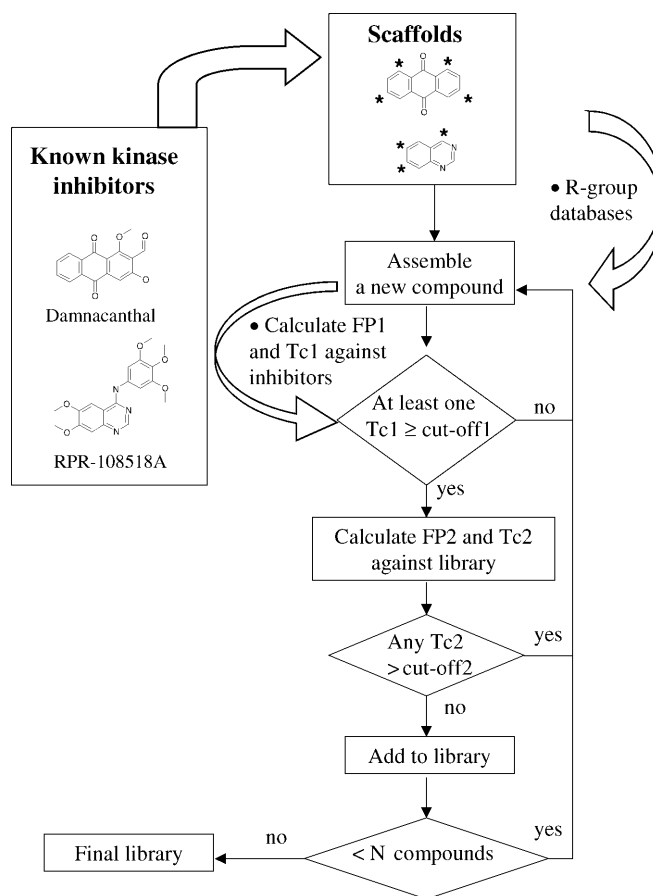 Scaffolds
*
*
*
*
O
O
*
*
*
N
N
Known kinase
inhibitors
O
O
O
O
O
Damnacanthal
O
O
O
N
O
O
N
N
RPR-108518A
● R-group
databases
Assemble
a new compound
● Calculate FP1
and Tc1 against
inhibitors
At least one
Tc1 ≥ cut-off1
no
yes
Calculate FP2 and Tc2
against library
Any Tc2
> cut-off2
yes
no
Add to library
< N compounds
yes
no
Final library